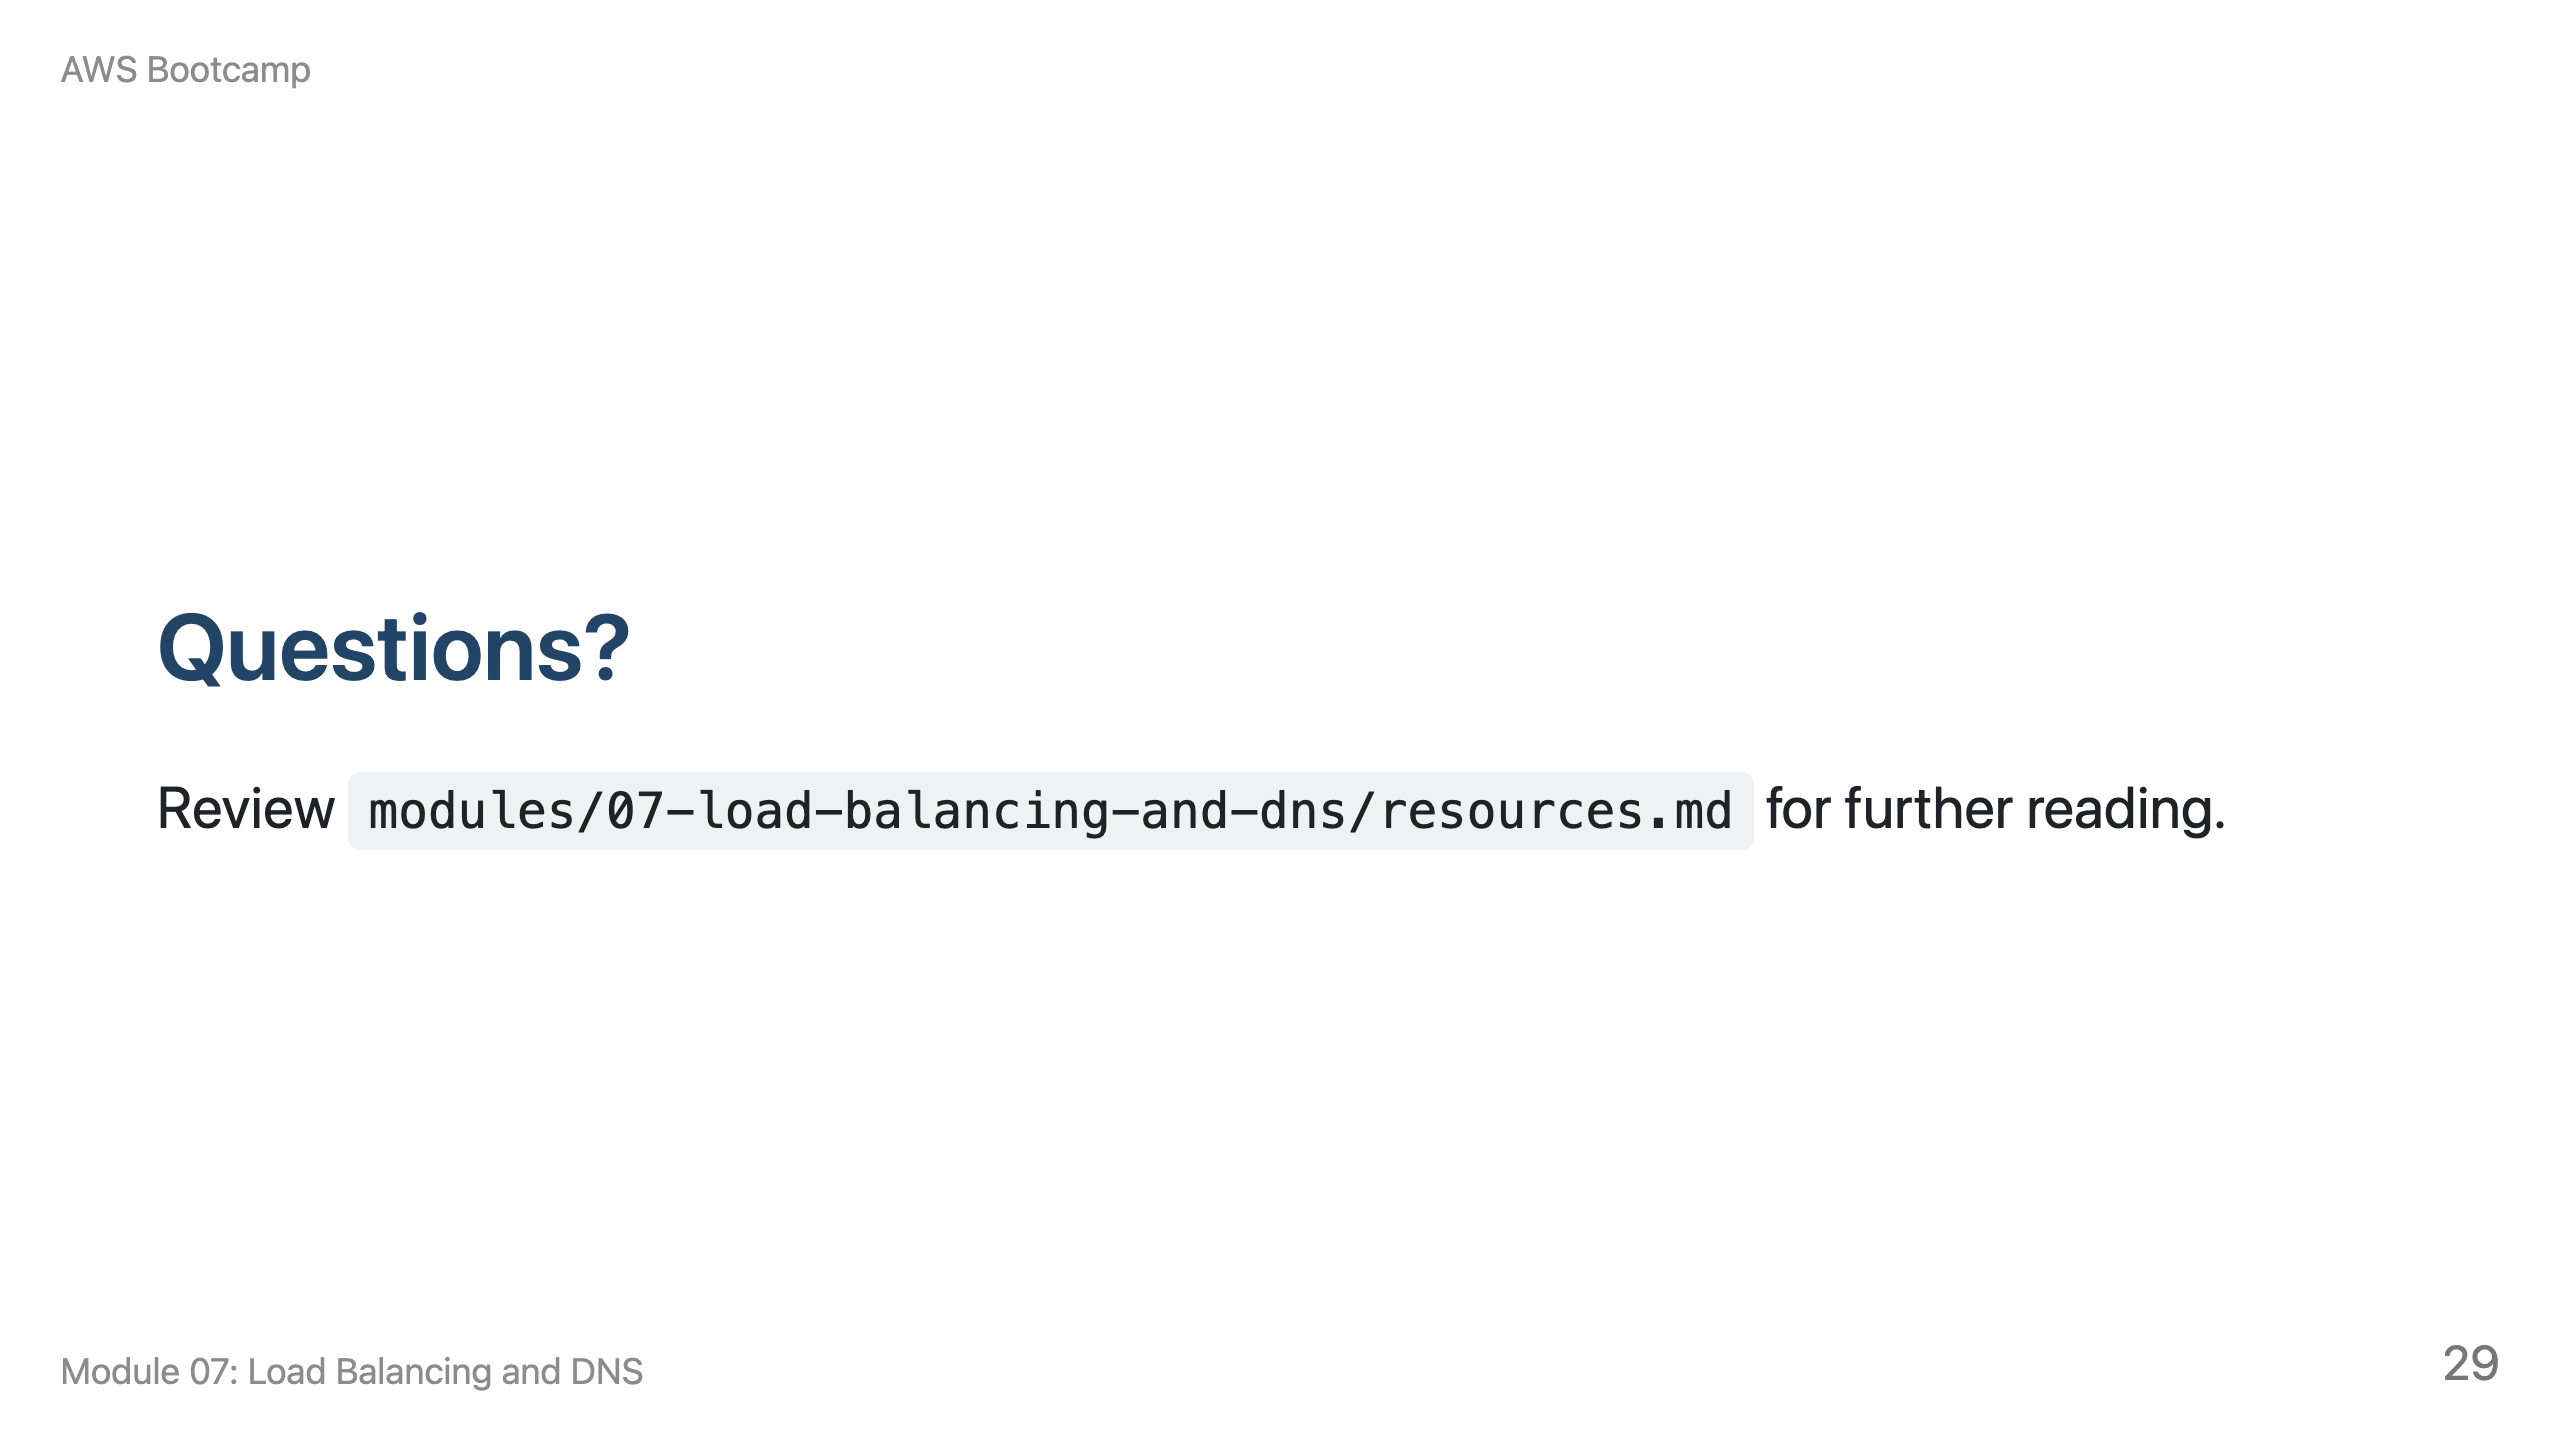 AWS Bootcamp
Questions?
Review modules/07-load-balancing-and-dns/resources.md for further reading.
Module 07: Load Balancing and DNS
29